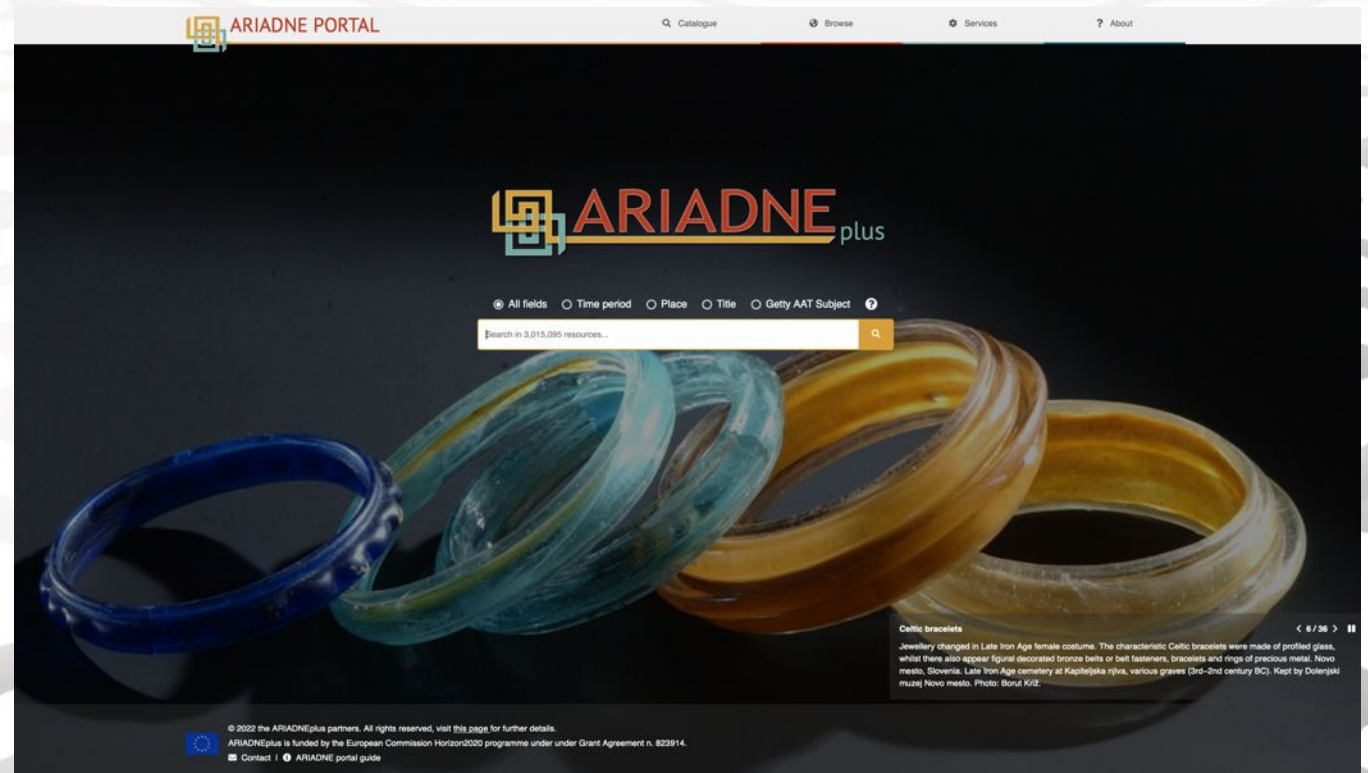 ARIADNE PORTAL
Catalogue
Browse
Services
? About
ARIADNE plus
All fields
Time period
Place
Title
Getty AAT Subject
?
Search in 3,015,095 resources...
Celtic bracelets
< 6 / 36 >
Jewellery changed in Late Iron Age female costume. The characteristic Celtic bracelets were made of profiled glass,
whilst there also appear figural decorated bronze belts or belt fasteners, bracelets and rings of precious metal. Novo
mesto, Slovenia. Late Iron Age cemetery at Kapiteljska njiva, various graves (3rd–2nd century BC). Kept by Dolenjski
muzej Novo mesto. Photo: Borut Križ.
© 2022 the ARIADNEplus partners. All rights reserved, visit this page for further details.
ARIADNEplus is funded by the European Commission Horizon2020 programme under under Grant Agreement n. 823914.
Contact | ARIADNE portal guide